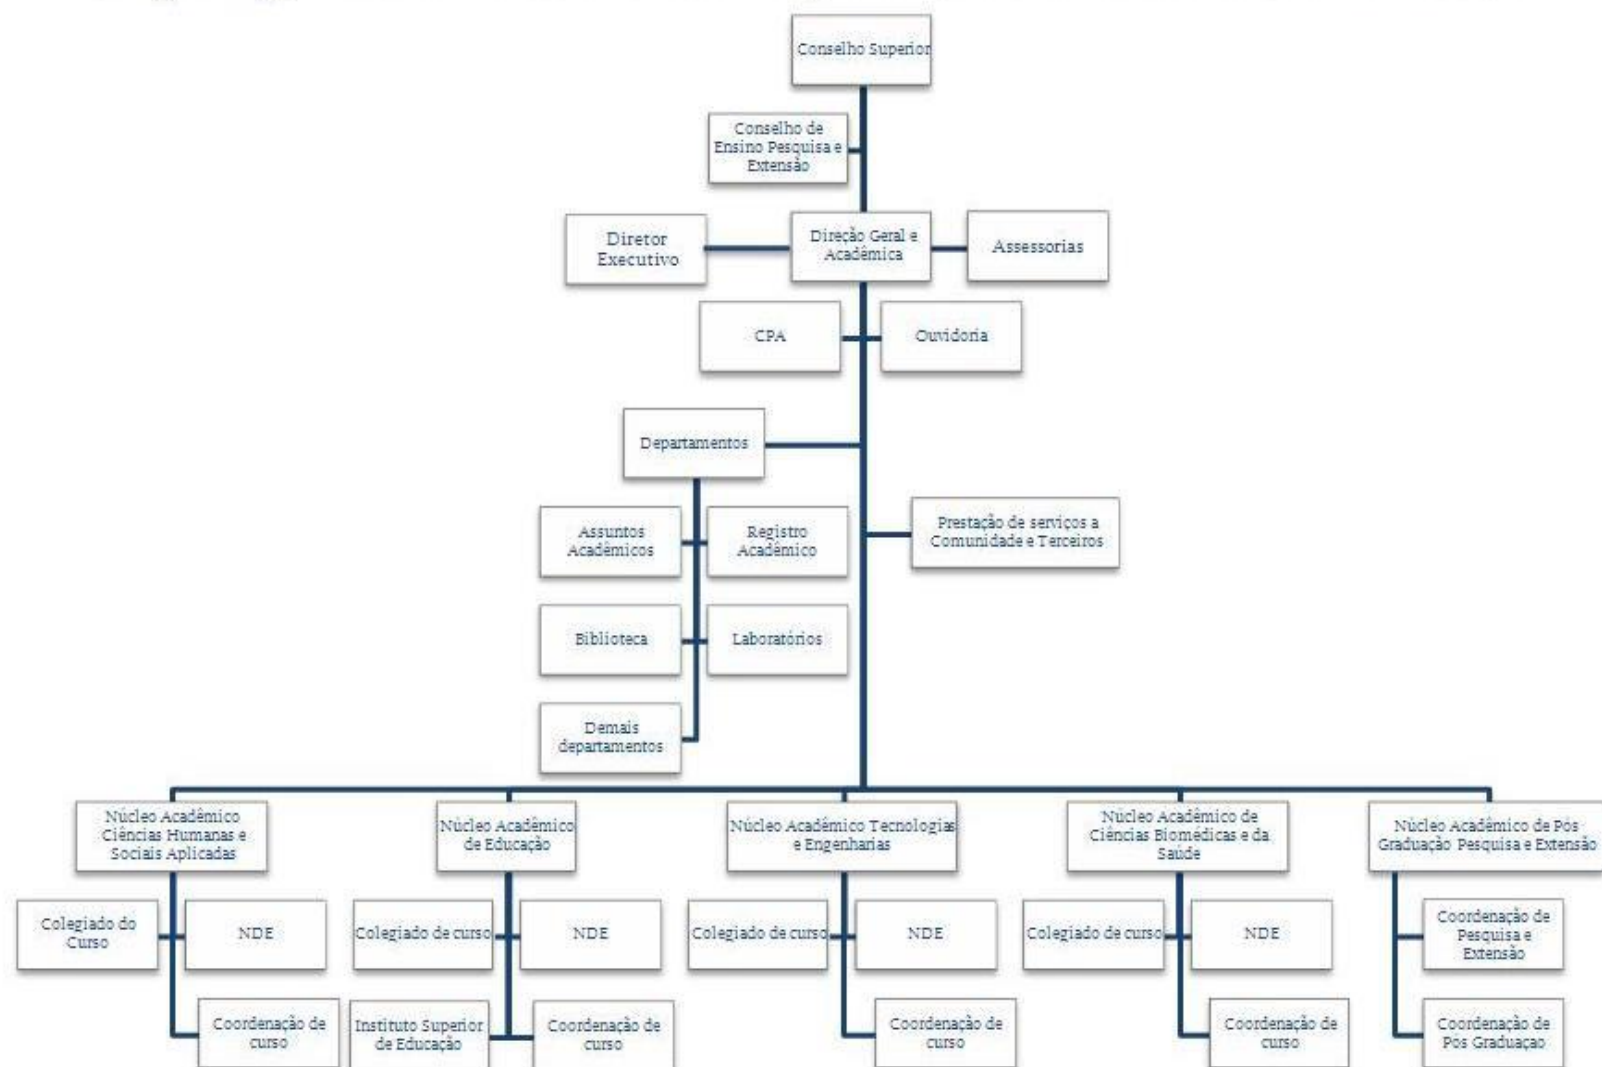 Conselho Superior
Conselho de
Ensino Pesquisa e
Extensão
Diretor
Executivo
Direção Geral e
Acadêmica
Assessorias
CPA
Ouvidoria
Departamentos
Assuntos
Acadêmicos
Registro
Acadêmico
Prestação de serviços a
Comunidade e Terceiros
Biblioteca
Laboratórios
Demais
departamentos
Núcleo Acadêmico
Ciências Humanas e
Sociais Aplicadas
Núcleo Acadêmico
de Educação
Núcleo Acadêmico Tecnologias
e Engenharias
Núcleo Acadêmico de
Ciências Biomédicas e da
Saúde
Núcleo Acadêmico de Pós
Graduação Pesquisa e Extensão
Colegiado do
Curso
NDE
Colegiado de curso
NDE
Colegiado de curso
NDE
Colegiado de curso
NDE
Coordenação de
Pesquisa e
Extensão
Coordenação de
curso
Instituto Superior
de Educação
Coordenação de
curso
Coordenação de
curso
Coordenação de
curso
Coordenação de
Pós Graduaçao